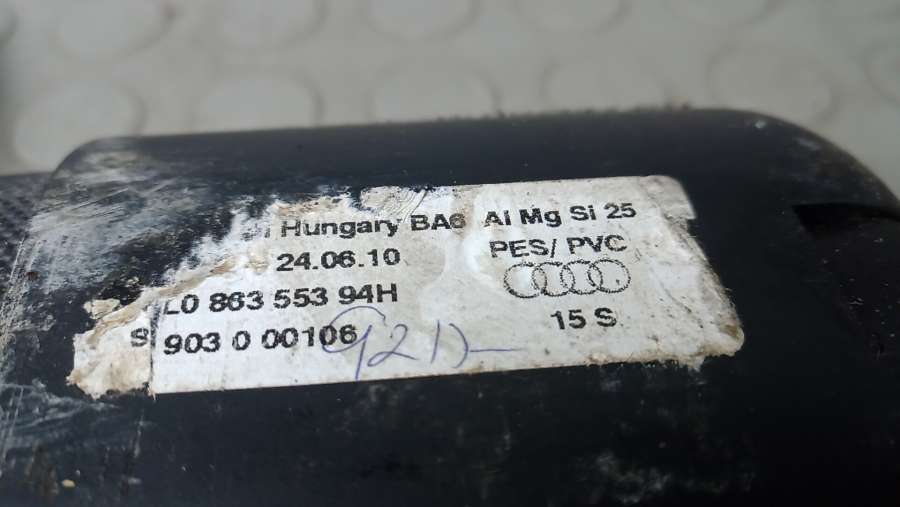 Hungary BA6 Al Mg Si 25
24.06.10 PES/ PVC
L0 863 553 94H
S 903 0 00106 15 S